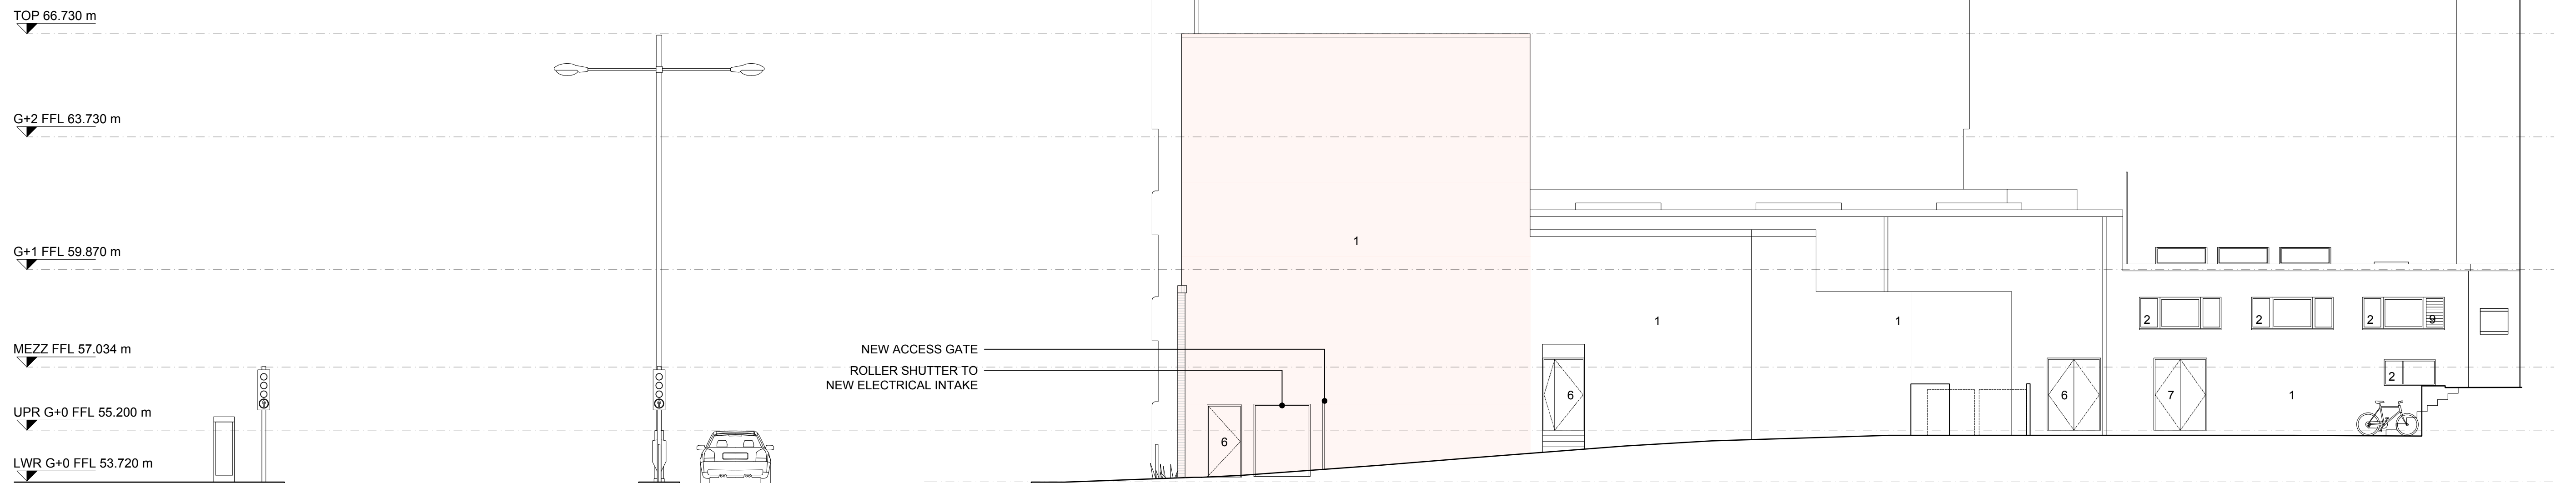 TOP 66.730 m
G+2 FFL 63.730 m
G+1 FFL 59.870 m
MEZZ FFL 57.034 m
UPR G+0 FFL 55.200 m
LWR G+0 FFL 53.720 m
NEW ACCESS GATE
ROLLER SHUTTER TO
NEW ELECTRICAL INTAKE
1
6
1
6
1
6
2
2
2
9
7
1
2